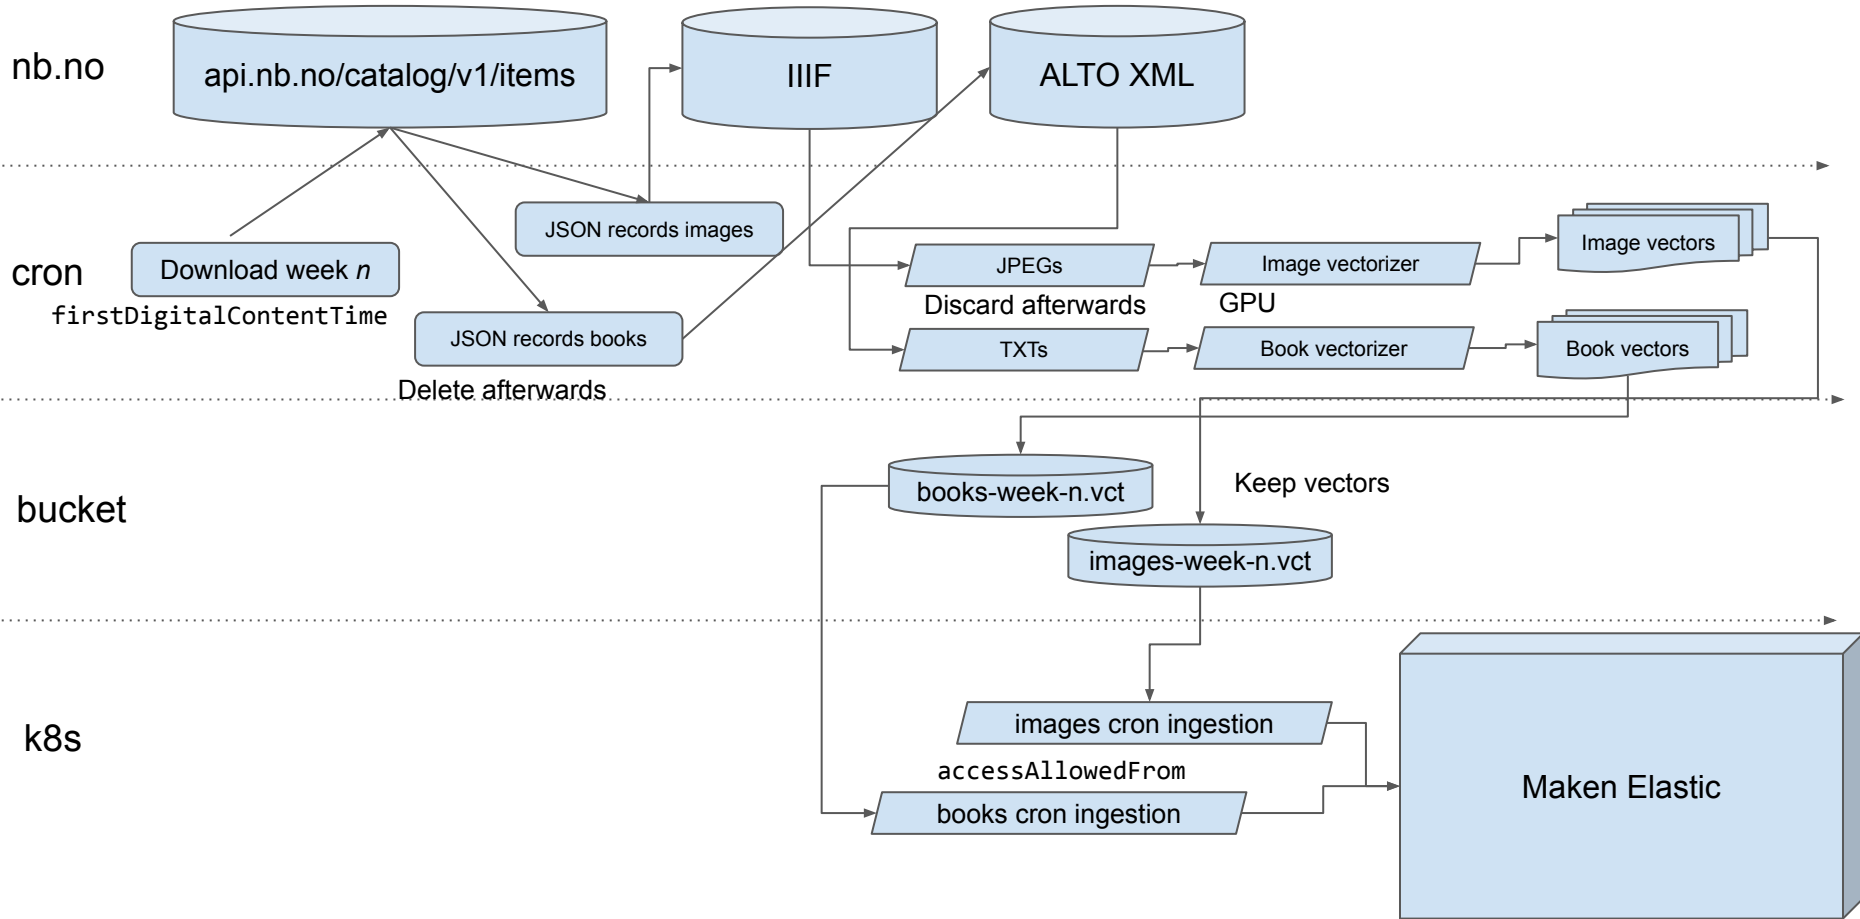 nb.no
api.nb.no/catalog/v1/items
IIIF
ALTO XML
cron
JSON records images
Download week n
firstDigitalContentTime
JSON records books
Delete afterwards
JPEGs
Discard afterwards
Image vectorizer
GPU
Image vectors
TXTs
Book vectorizer
Book vectors
bucket
books-week-n.vct
Keep vectors
images-week-n.vct
k8s
images cron ingestion
accessAllowedFrom
books cron ingestion
Maken Elastic